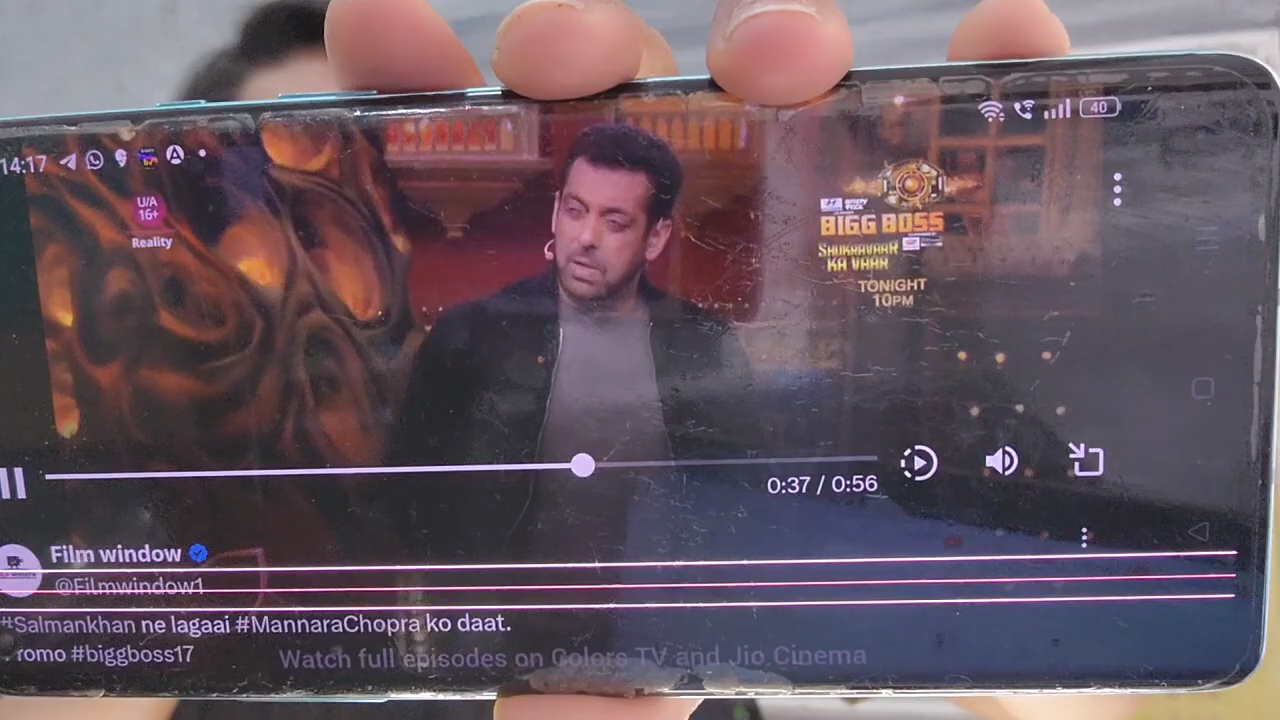 14:17
40
U/A
16+
Reality
BIGG BOSS
SHUKRAVAAR
KA VAAR
TONIGHT
10PM
0:37 / 0:56
Film window
@Filmwindow1
#Salmankhan ne lagaai #MannaraChopra ko daat.
romo #biggboss17
Watch full episodes on Colors TV and Jio Cinema